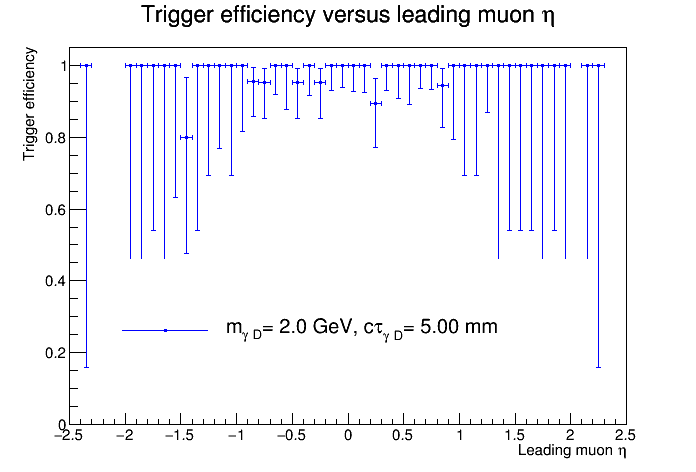 Trigger efficiency versus leading muon η
Trigger efficiency
1
0.8
0.6
0.4
0.2
0
m_γ D= 2.0 GeV, cτ_γ D= 5.00 mm
−2.5 −2 −1.5 −1 −0.5 0 0.5 1 1.5 2 2.5
Leading muon η